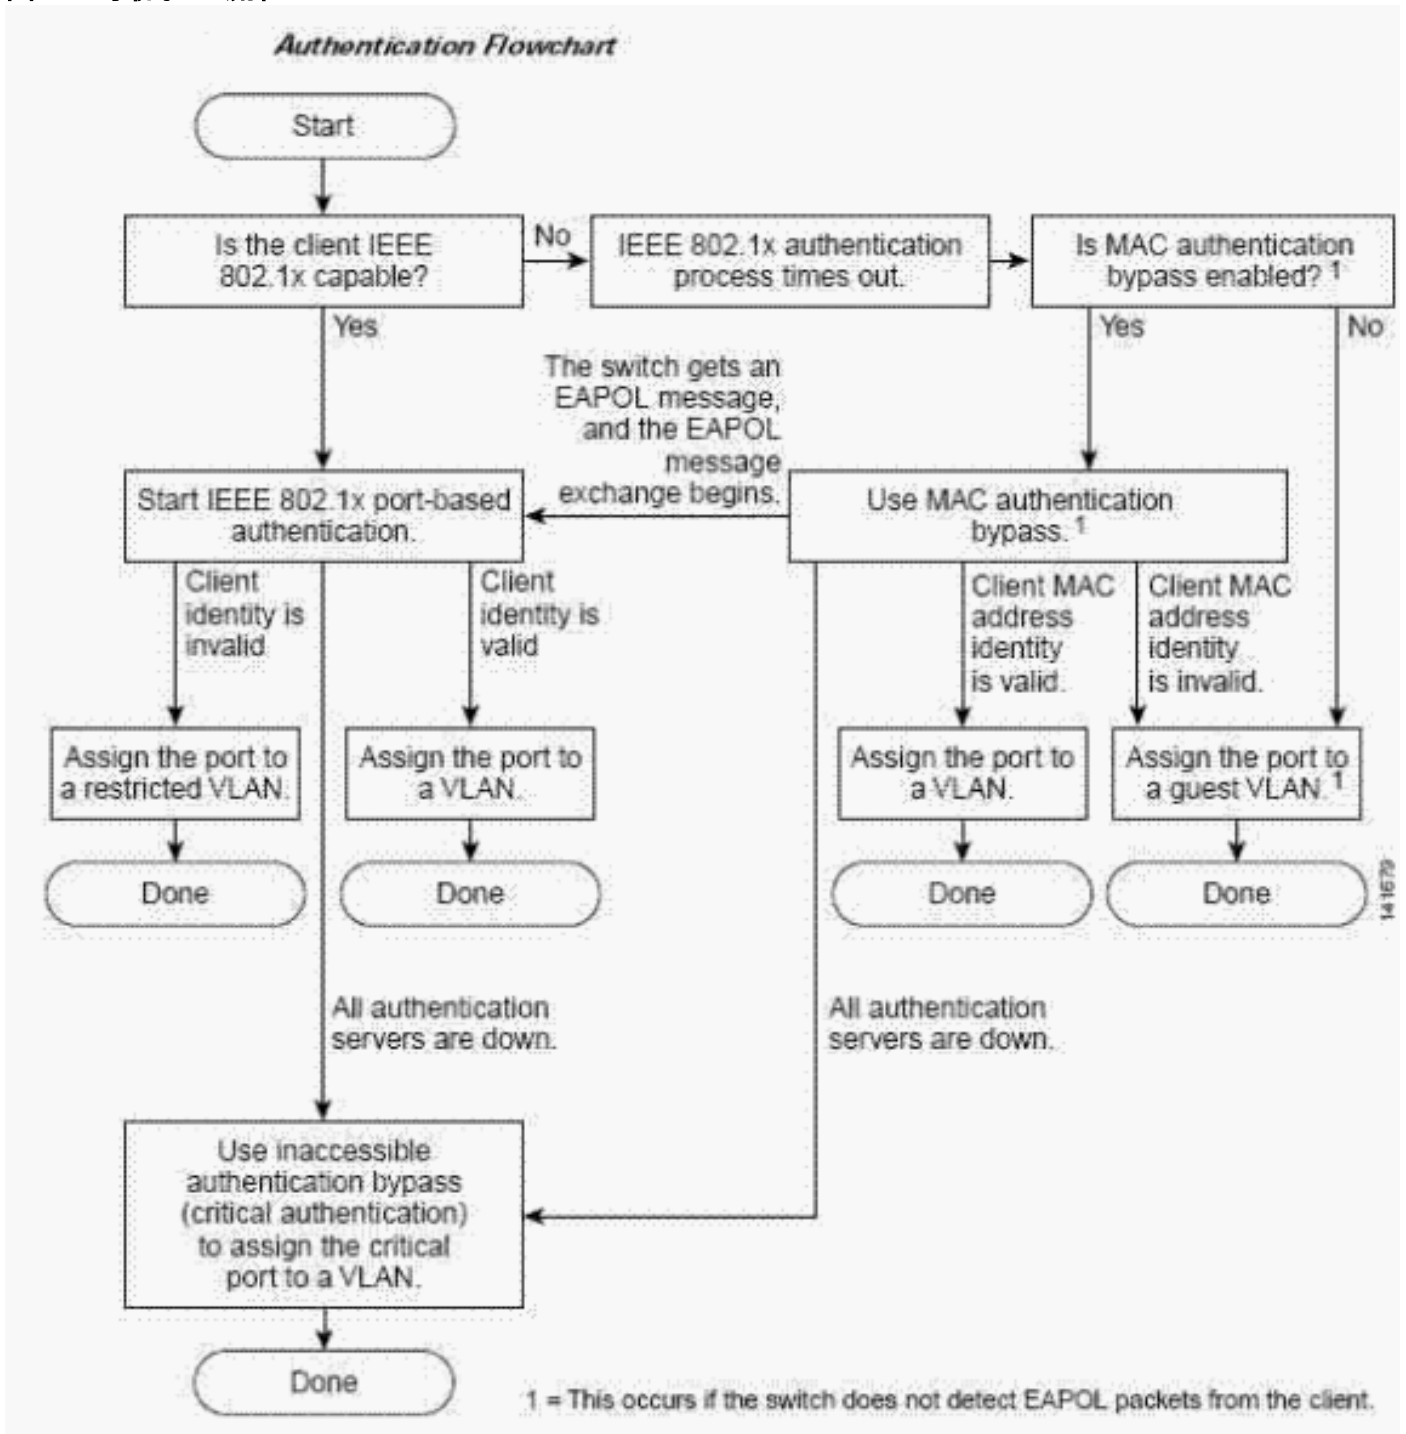 Authentication Flowchart
Start
Is the client IEEE
802.1x capable?
No
IEEE 802.1x authentication
process times out.
Is MAC authentication
bypass enabled? 1
Yes
Yes
No
The switch gets an
EAPOL message,
and the EAPOL
message
exchange begins.
Start IEEE 802.1x port-based
authentication.
Use MAC authentication
bypass. 1
Client
identity is
invalid
Client
identity is
valid
Client MAC
address
identity
is valid.
Client MAC
address
identity
is invalid.
Assign the port to
a restricted VLAN.
Assign the port to
a VLAN.
Assign the port to
a VLAN.
Assign the port to
a guest VLAN. 1
Done
Done
Done
Done
141679
All authentication
servers are down.
All authentication
servers are down.
Use inaccessible
authentication bypass
(critical authentication)
to assign the critical
port to a VLAN.
Done
1 = This occurs if the switch does not detect EAPOL packets from the client.